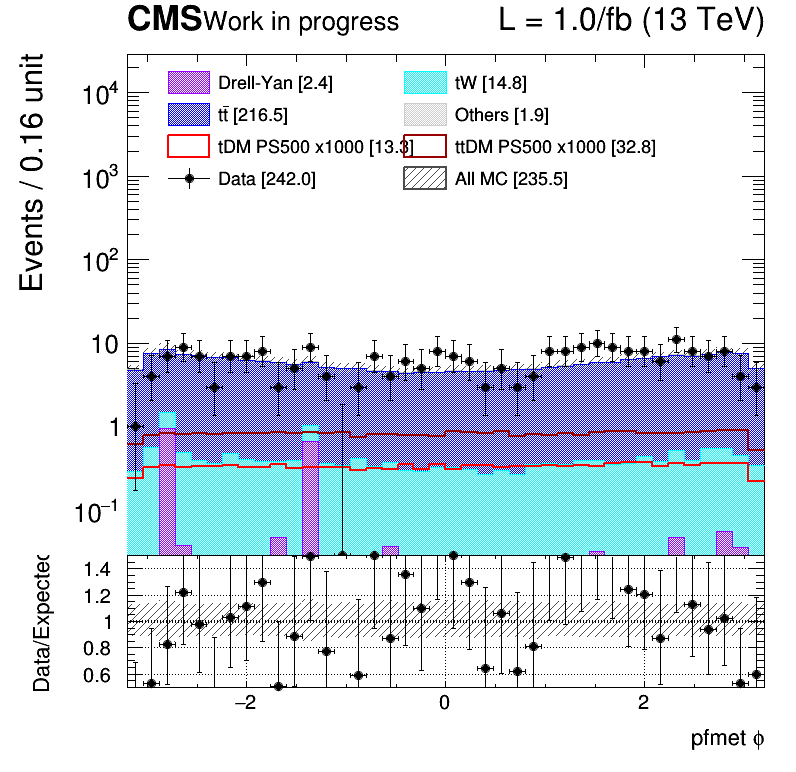 CMS Work in progress L = 1.0/fb (13 TeV)
Events / 0.16 unit
Drell-Yan [2.4] tW [14.8]
tt̄ [216.5] Others [1.9]
tDM PS500 x1000 [13.3] ttDM PS500 x1000 [32.8]
Data [242.0] All MC [235.5]
10⁴
10³
10²
10
1
10⁻¹
Data/Expected
1.4
1.2
1
0.8
0.6
−2 0 2
pfmet ϕ